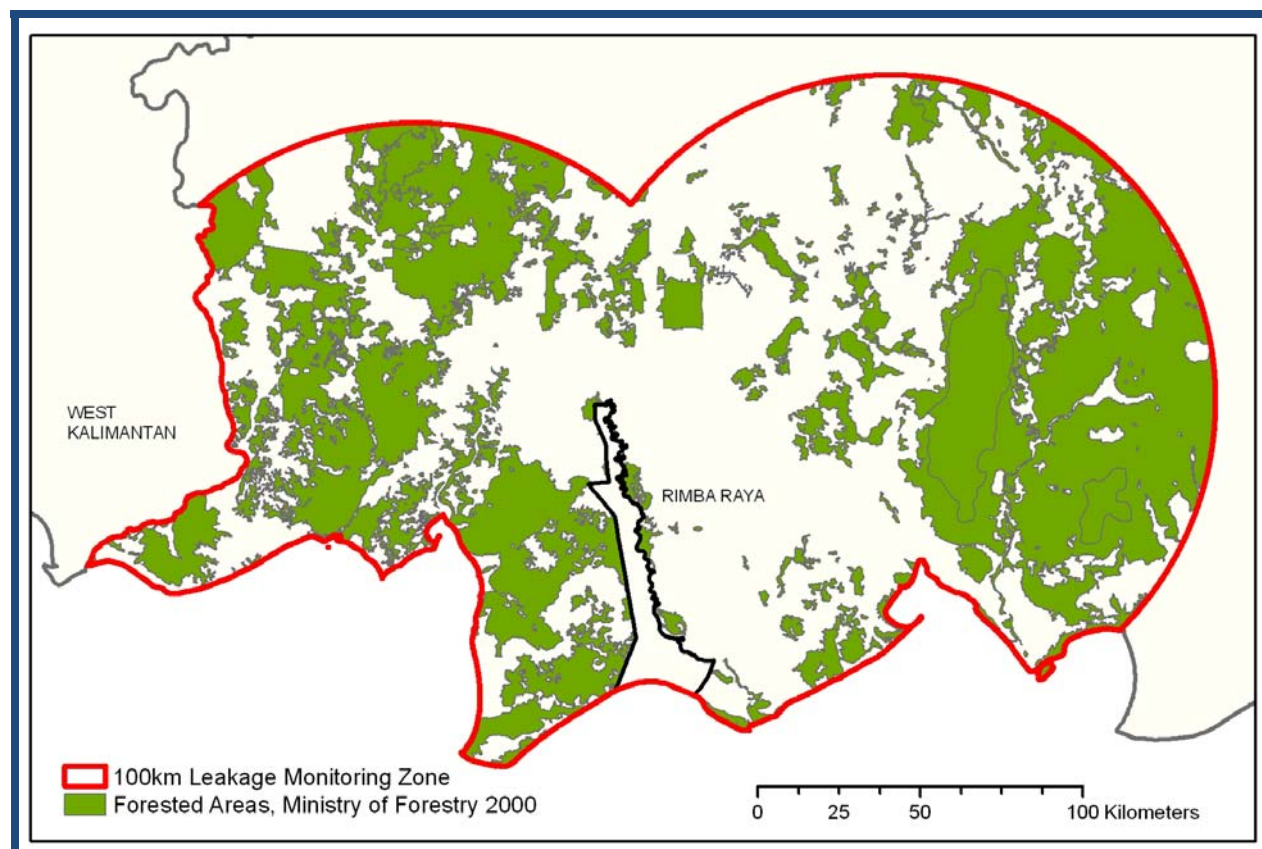 WEST
KALIMANTAN
RIMBA RAYA
100km Leakage Monitoring Zone
Forested Areas, Ministry of Forestry 2000
0 25 50 100 Kilometers